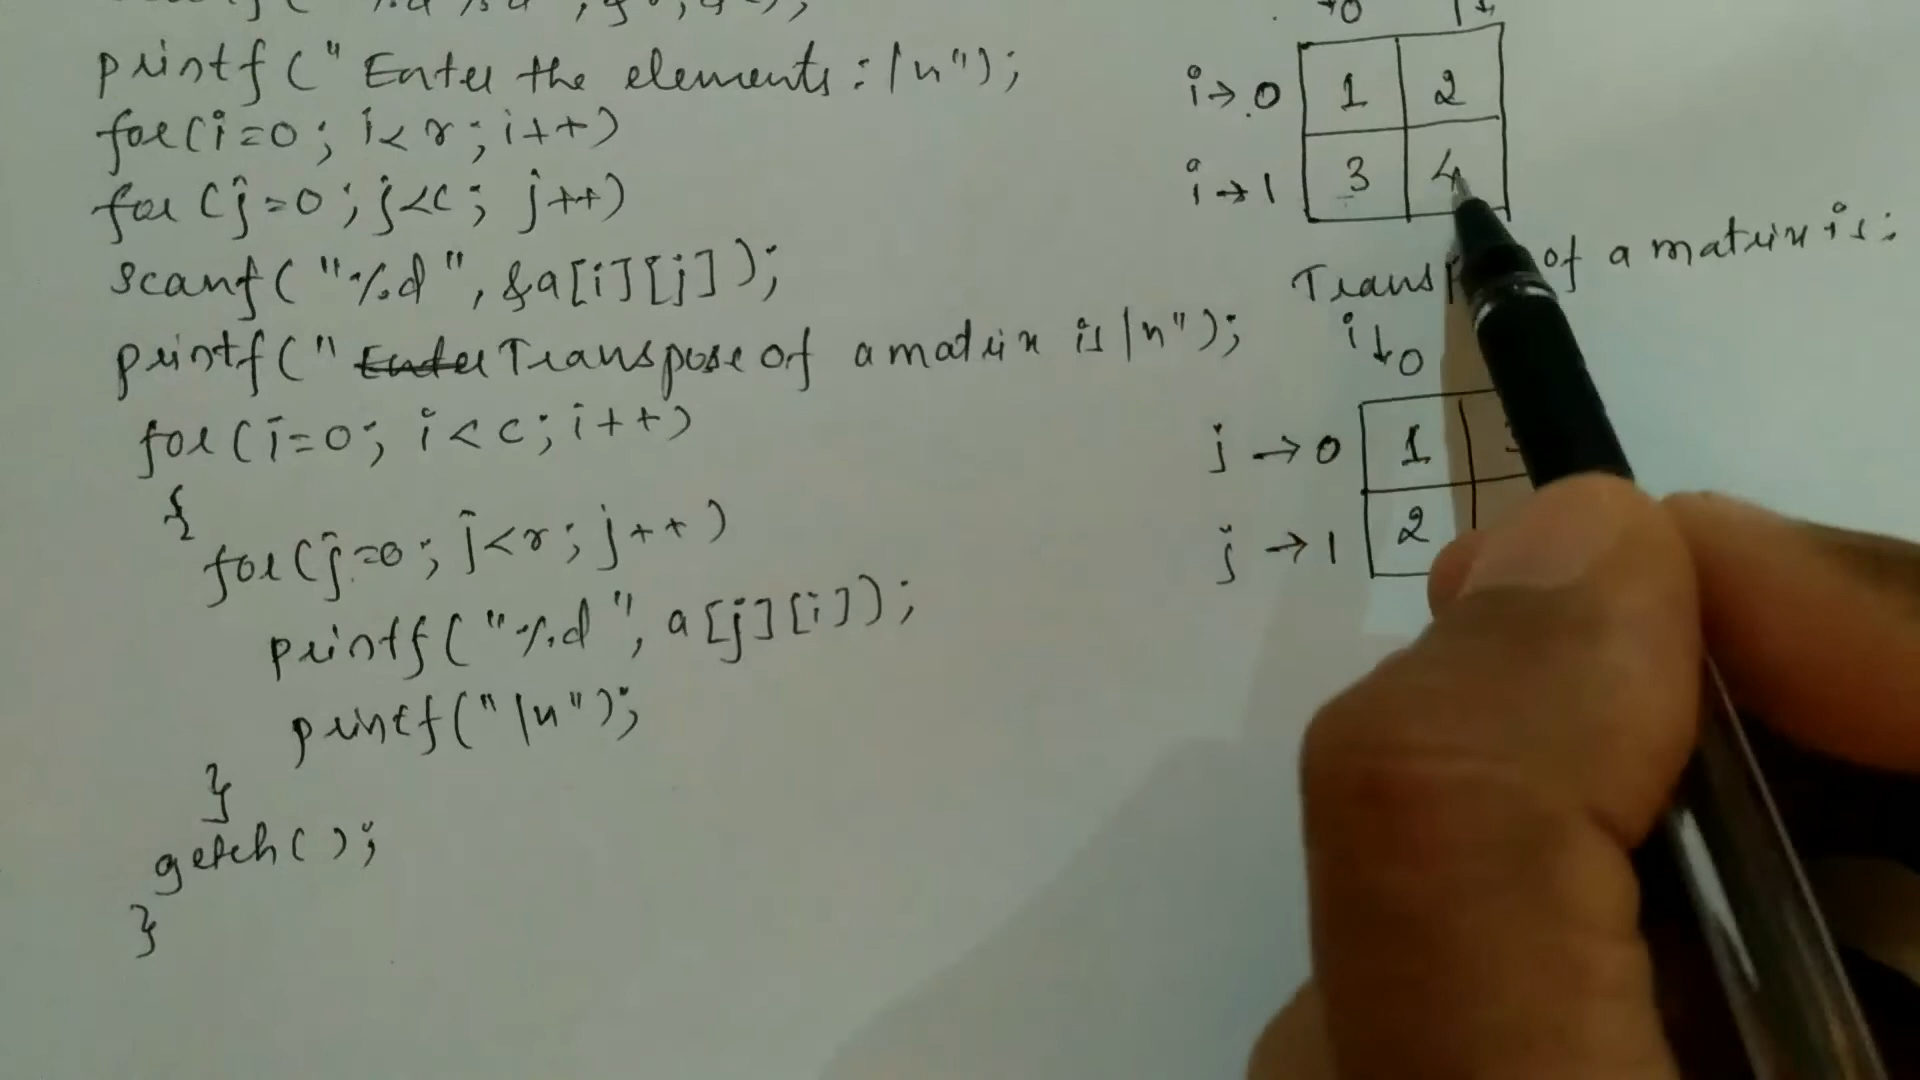 printf("Enter the elements:\n");
for(i=0; i<r; i++)
for(j=0; j<c; j++)
scanf("%d", &a[i][j]);
printf("Enter Transpose of a matrix is \n");
for(i=0; i<c; i++)
{
for(j=0; j<r; j++)
printf("%d", a[j][i]);
printf("\n");
}
getch();
}
→0 1↓
i→0 1 2
i→1 3 4
Transp of a matrix is:
i↓0
j→0 1
j→1 2